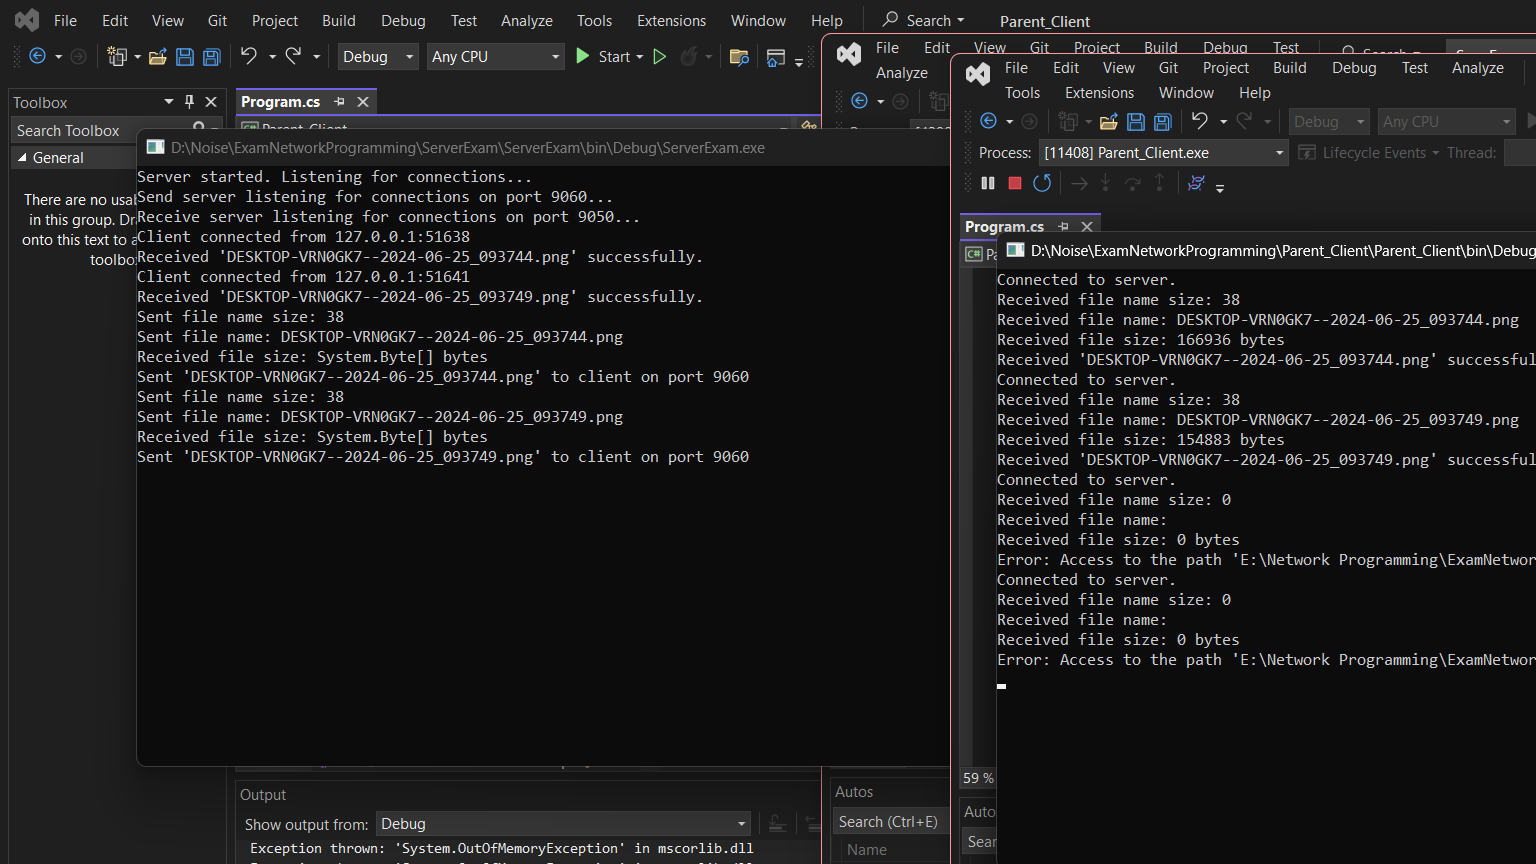 File Edit View Git Project Build Debug Test Analyze Tools Extensions Window Help Search Parent_Client
Debug Any CPU Start
Toolbox
Search Toolbox
General
There are no
in this group.
onto this text to
Program.cs
D:\Noise\ExamNetworkProgramming\ServerExam\ServerExam\bin\Debug\ServerExam.exe
Server started. Listening for connections...
Send server listening for connections on port 9060...
Receive server listening for connections on port 9050...
Client connected from 127.0.0.1:51638
Received 'DESKTOP-VRN0GK7--2024-06-25_093744.png' successfully.
Client connected from 127.0.0.1:51641
Received 'DESKTOP-VRN0GK7--2024-06-25_093749.png' successfully.
Sent file name size: 38
Sent file name: DESKTOP-VRN0GK7--2024-06-25_093744.png
Received file size: System.Byte[] bytes
Sent 'DESKTOP-VRN0GK7--2024-06-25_093744.png' to client on port 9060
Sent file name size: 38
Sent file name: DESKTOP-VRN0GK7--2024-06-25_093749.png
Received file size: System.Byte[] bytes
Sent 'DESKTOP-VRN0GK7--2024-06-25_093749.png' to client on port 9060
Output
Show output from: Debug
Exception thrown: 'System.OutOfMemoryException' in mscorlib.dll
File Edit View Git Project Build Debug Test
Analyze
Autos
Search (Ctrl+E)
Name
File Edit View Git Project Build Debug Test Analyze
Tools Extensions Window Help
Debug Any CPU
Process: [11408] Parent_Client.exe Lifecycle Events Thread:
Program.cs
D:\Noise\ExamNetworkProgramming\Parent_Client\Parent_Client\bin\Debug
Connected to server.
Received file name size: 38
Received file name: DESKTOP-VRN0GK7--2024-06-25_093744.png
Received file size: 166936 bytes
Received 'DESKTOP-VRN0GK7--2024-06-25_093744.png' successful
Connected to server.
Received file name size: 38
Received file name: DESKTOP-VRN0GK7--2024-06-25_093749.png
Received file size: 154883 bytes
Received 'DESKTOP-VRN0GK7--2024-06-25_093749.png' successful
Connected to server.
Received file name size: 0
Received file name:
Received file size: 0 bytes
Error: Access to the path 'E:\Network Programming\ExamNetwor
Connected to server.
Received file name size: 0
Received file name:
Received file size: 0 bytes
Error: Access to the path 'E:\Network Programming\ExamNetwor
59 %